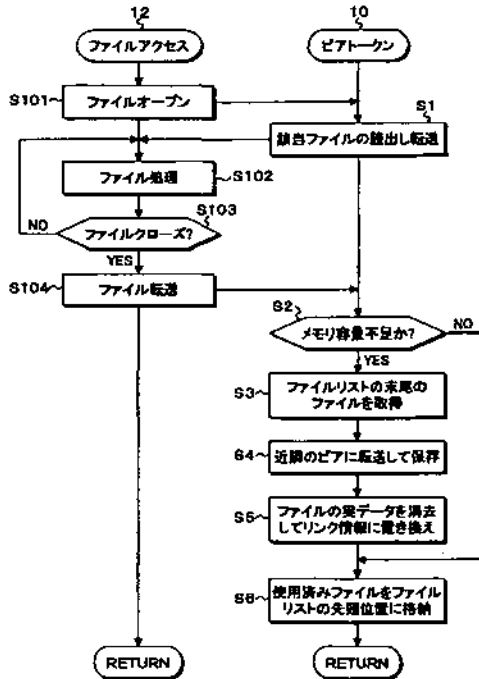 12
10
ファイルアクセス
ピアトークン
S101
ファイルオープン
S1
該当ファイルの読出し転送
ファイル処理
S102
S103
NO
ファイルクローズ?
YES
S104
ファイル転送
S2
NO
メモリ容量不足か?
YES
S3
ファイルリストの末尾の
ファイルを取得
S4
近隣のピアに転送して保存
S5
ファイルの実データを消去
してリンク情報に置き換え
S6
使用済みファイルをファイル
リストの先頭位置に格納
RETURN
RETURN